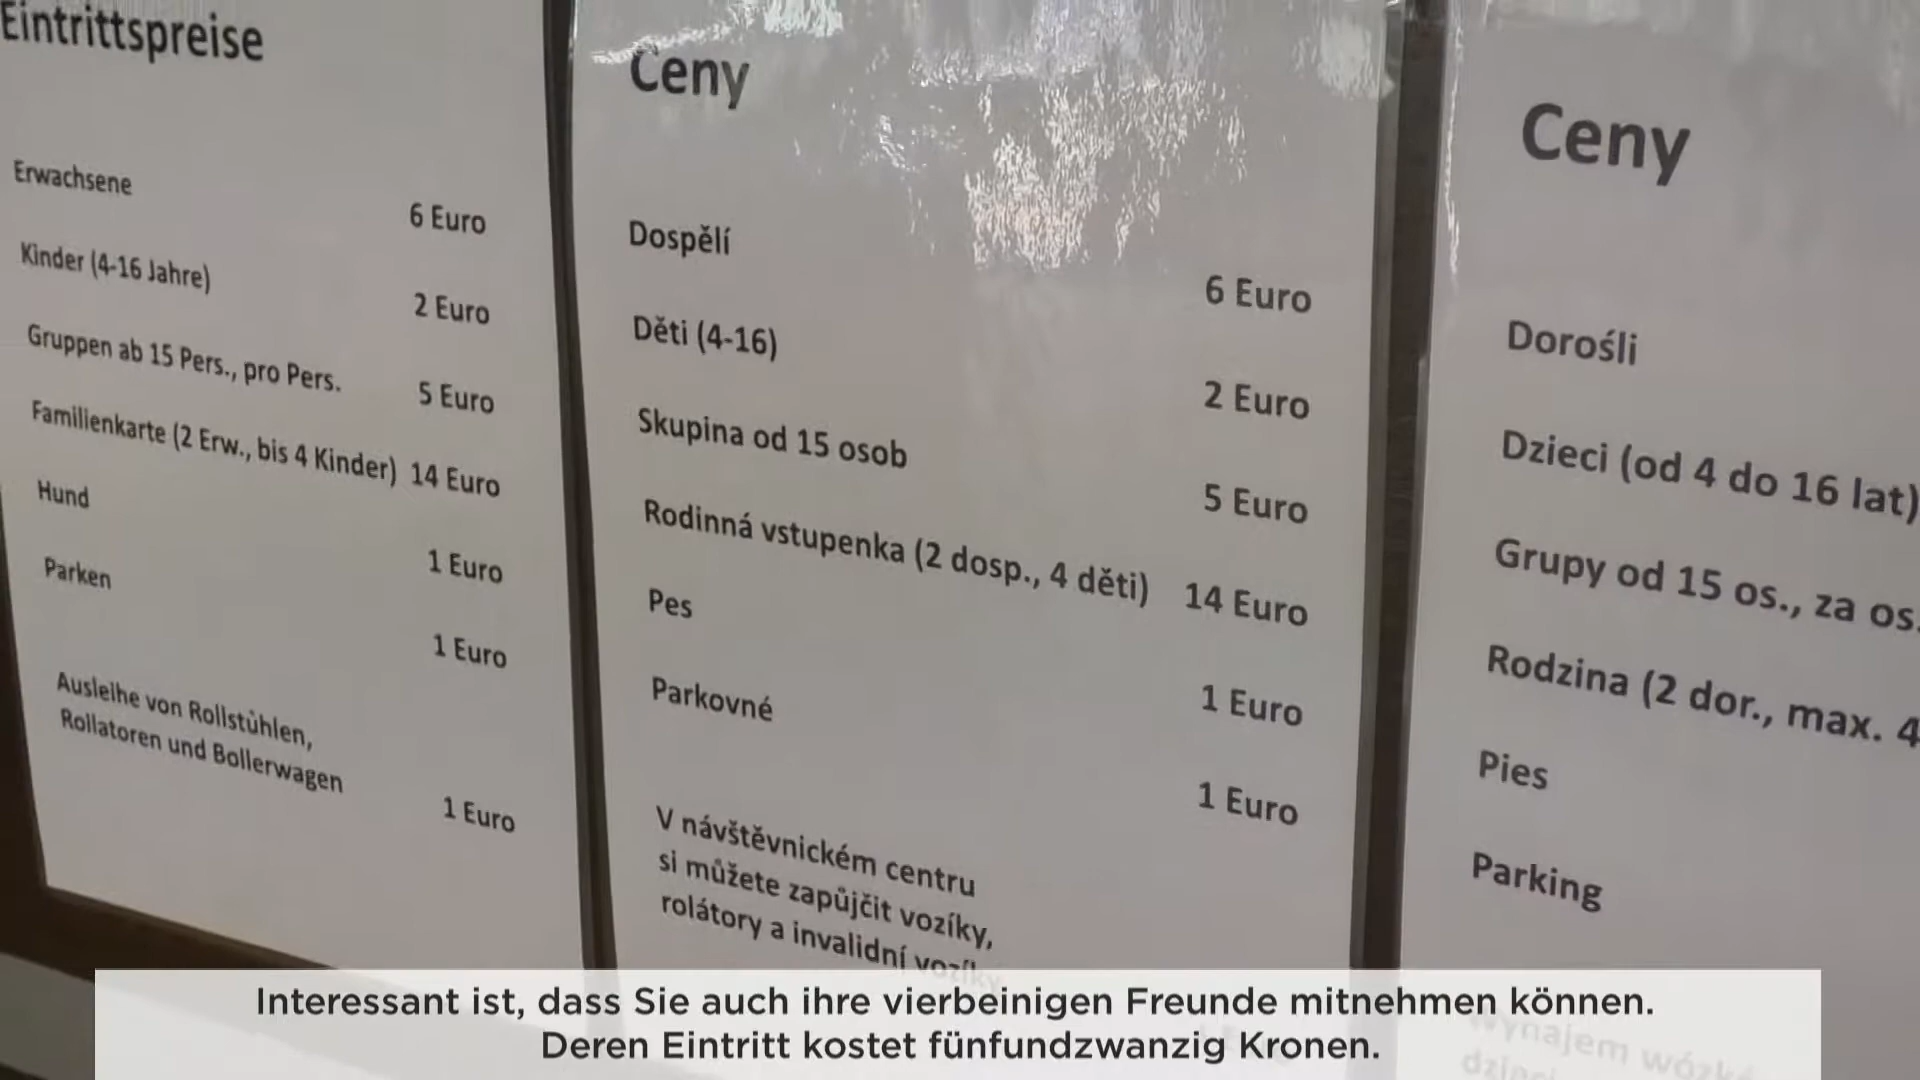 Eintrittspreise
Erwachsene 6 Euro
Kinder (4-16 Jahre) 2 Euro
Gruppen ab 15 Pers., pro Pers. 5 Euro
Familienkarte (2 Erw., bis 4 Kinder) 14 Euro
Hund 1 Euro
Parken 1 Euro
Ausleihe von Rollstühlen,
Rollatoren und Bollerwagen 1 Euro
Ceny
Dospělí 6 Euro
Děti (4-16) 2 Euro
Skupina od 15 osob 5 Euro
Rodinná vstupenka (2 dosp., 4 děti) 14 Euro
Pes 1 Euro
Parkovné 1 Euro
V návštěvnickém centru
si můžete zapůjčit vozíky,
rolátory a invalidní vozíky
Ceny
Dorośli
Dzieci (od 4 do 16 lat)
Grupy od 15 os., za os.
Rodzina (2 dor., max. 4
Pies
Parking
Wynajem
Interessant ist, dass Sie auch ihre vierbeinigen Freunde mitnehmen können.
Deren Eintritt kostet fünfundzwanzig Kronen.